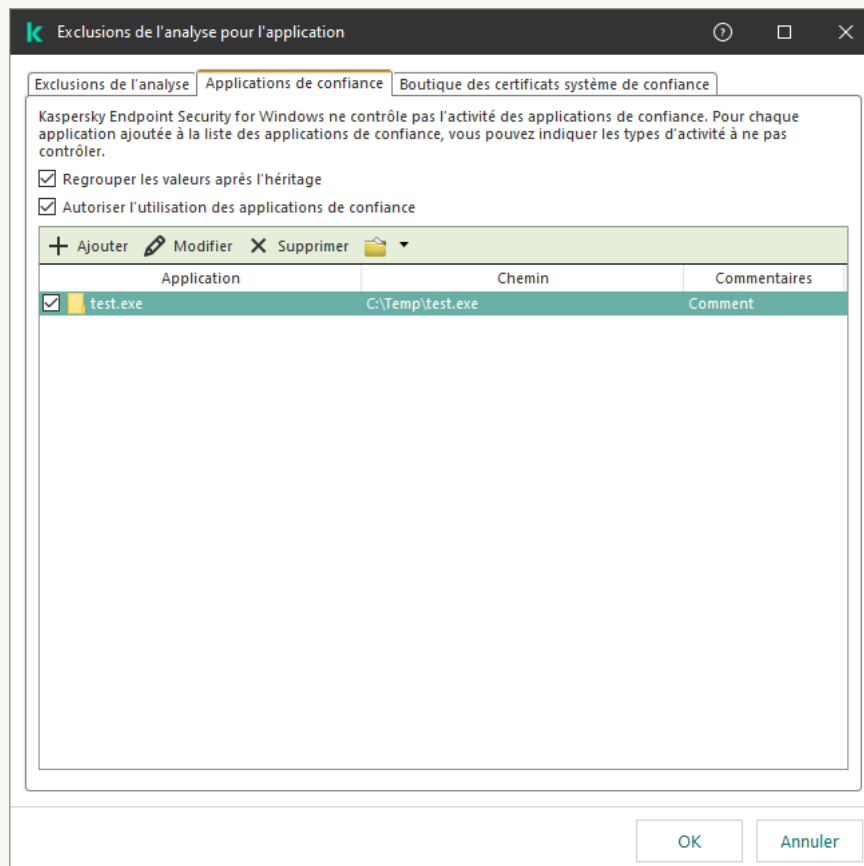 Exclusions de l'analyse pour l'application
Exclusions de l'analyse Applications de confiance Boutique des certificats système de confiance
Kaspersky Endpoint Security for Windows ne contrôle pas l'activité des applications de confiance. Pour chaque
application ajoutée à la liste des applications de confiance, vous pouvez indiquer les types d'activité à ne pas
contrôler.
Regrouper les valeurs après l'héritage
Autoriser l'utilisation des applications de confiance
Ajouter Modifier Supprimer
Application Chemin Commentaires
test.exe C:\Temp\test.exe Comment
OK Annuler